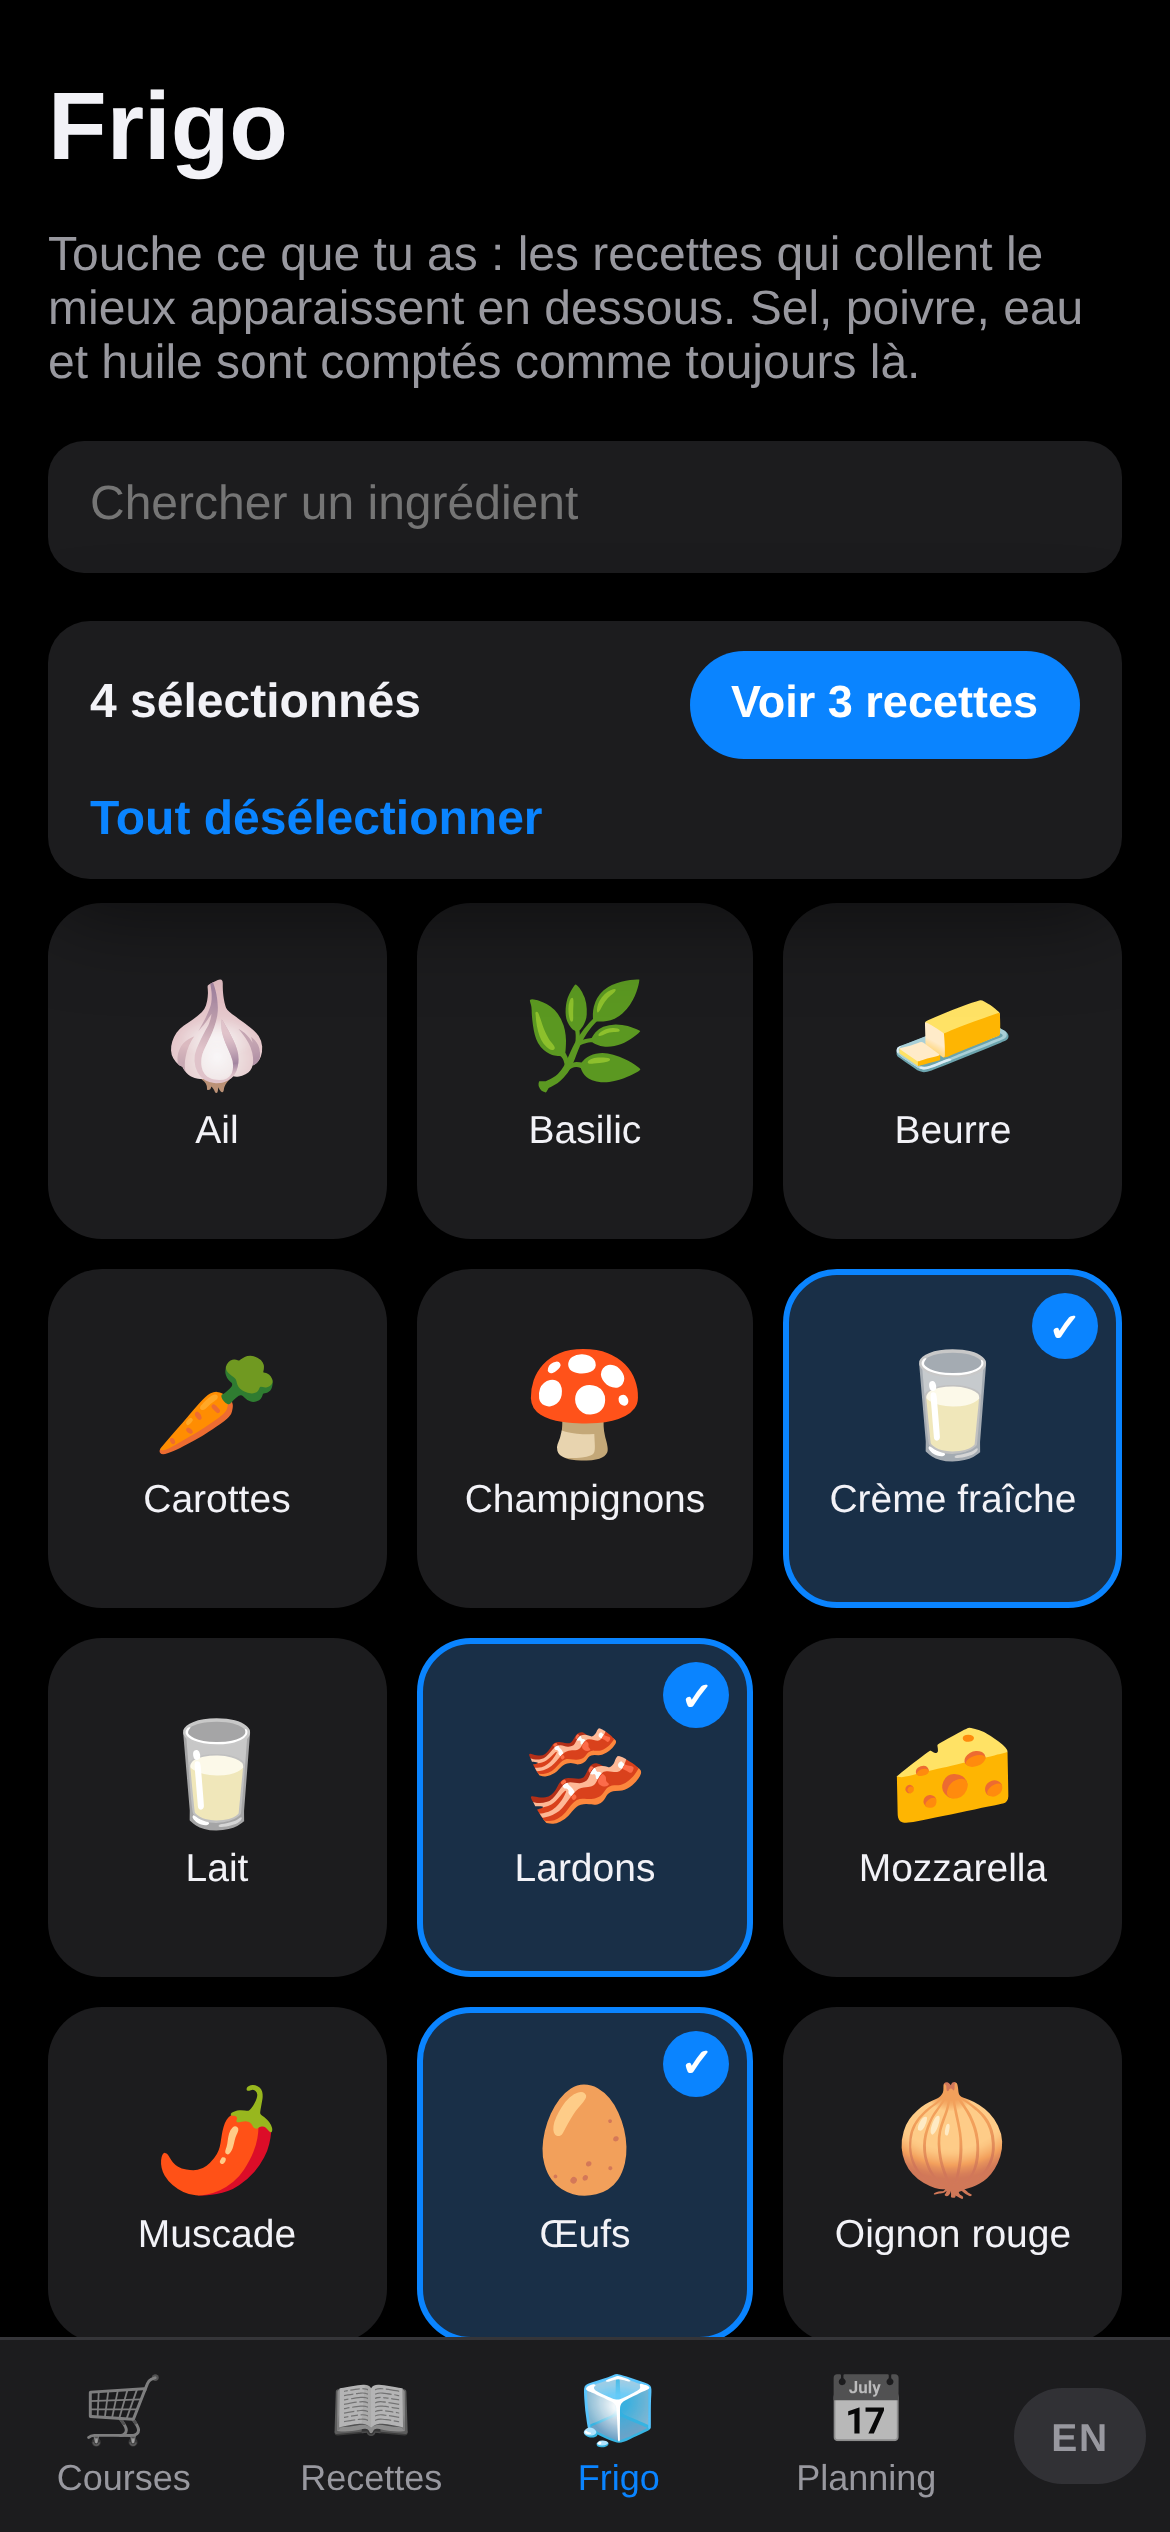 Frigo
Touche ce que tu as : les recettes qui collent le
mieux apparaissent en dessous. Sel, poivre, eau
et huile sont comptés comme toujours là.
Chercher un ingrédient
4 sélectionnés
Voir 3 recettes
Tout désélectionner
Ail
Basilic
Beurre
Carottes
Champignons
✓
Crème fraîche
Lait
✓
Lardons
Mozzarella
Muscade
✓
Œufs
Oignon rouge
July
17
Courses
Recettes
Frigo
Planning
EN